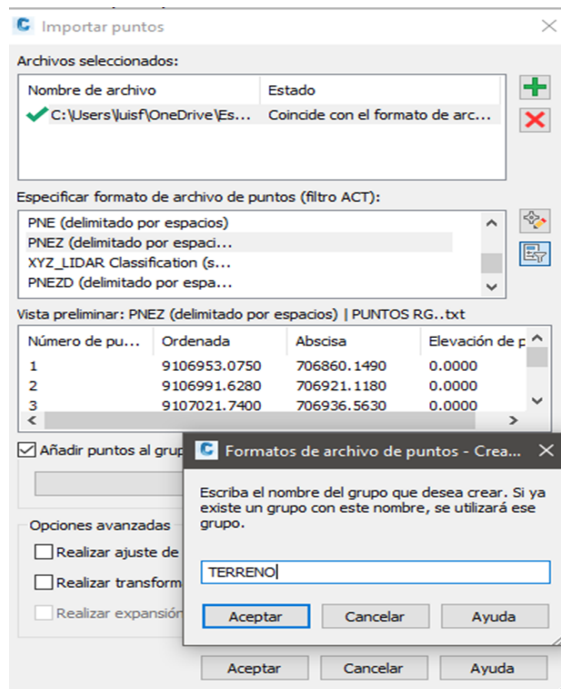 Importar puntos
Archivos seleccionados:
Nombre de archivo Estado
C:\Users\luisf\OneDrive\Es... Coincide con el formato de arc...
Especificar formato de archivo de puntos (filtro ACT):
PNE (delimitado por espacios)
PNEZ (delimitado por espaci...
XYZ_LIDAR Classification (s...
PNEZD (delimitado por espa...
Vista preliminar: PNEZ (delimitado por espacios) | PUNTOS RG..txt
Número de pu... Ordenada Abscisa Elevación de p
1 9106953.0750 706860.1490 0.0000
2 9106991.6280 706921.1180 0.0000
3 9107021.7400 706936.5630 0.0000
Añadir puntos al grup
Formatos de archivo de puntos - Crea...
Escriba el nombre del grupo que desea crear. Si ya
existe un grupo con este nombre, se utilizará ese
grupo.
TERRENO
Aceptar Cancelar Ayuda
Opciones avanzadas
Realizar ajuste de
Realizar transform
Realizar expansión
Aceptar Cancelar Ayuda